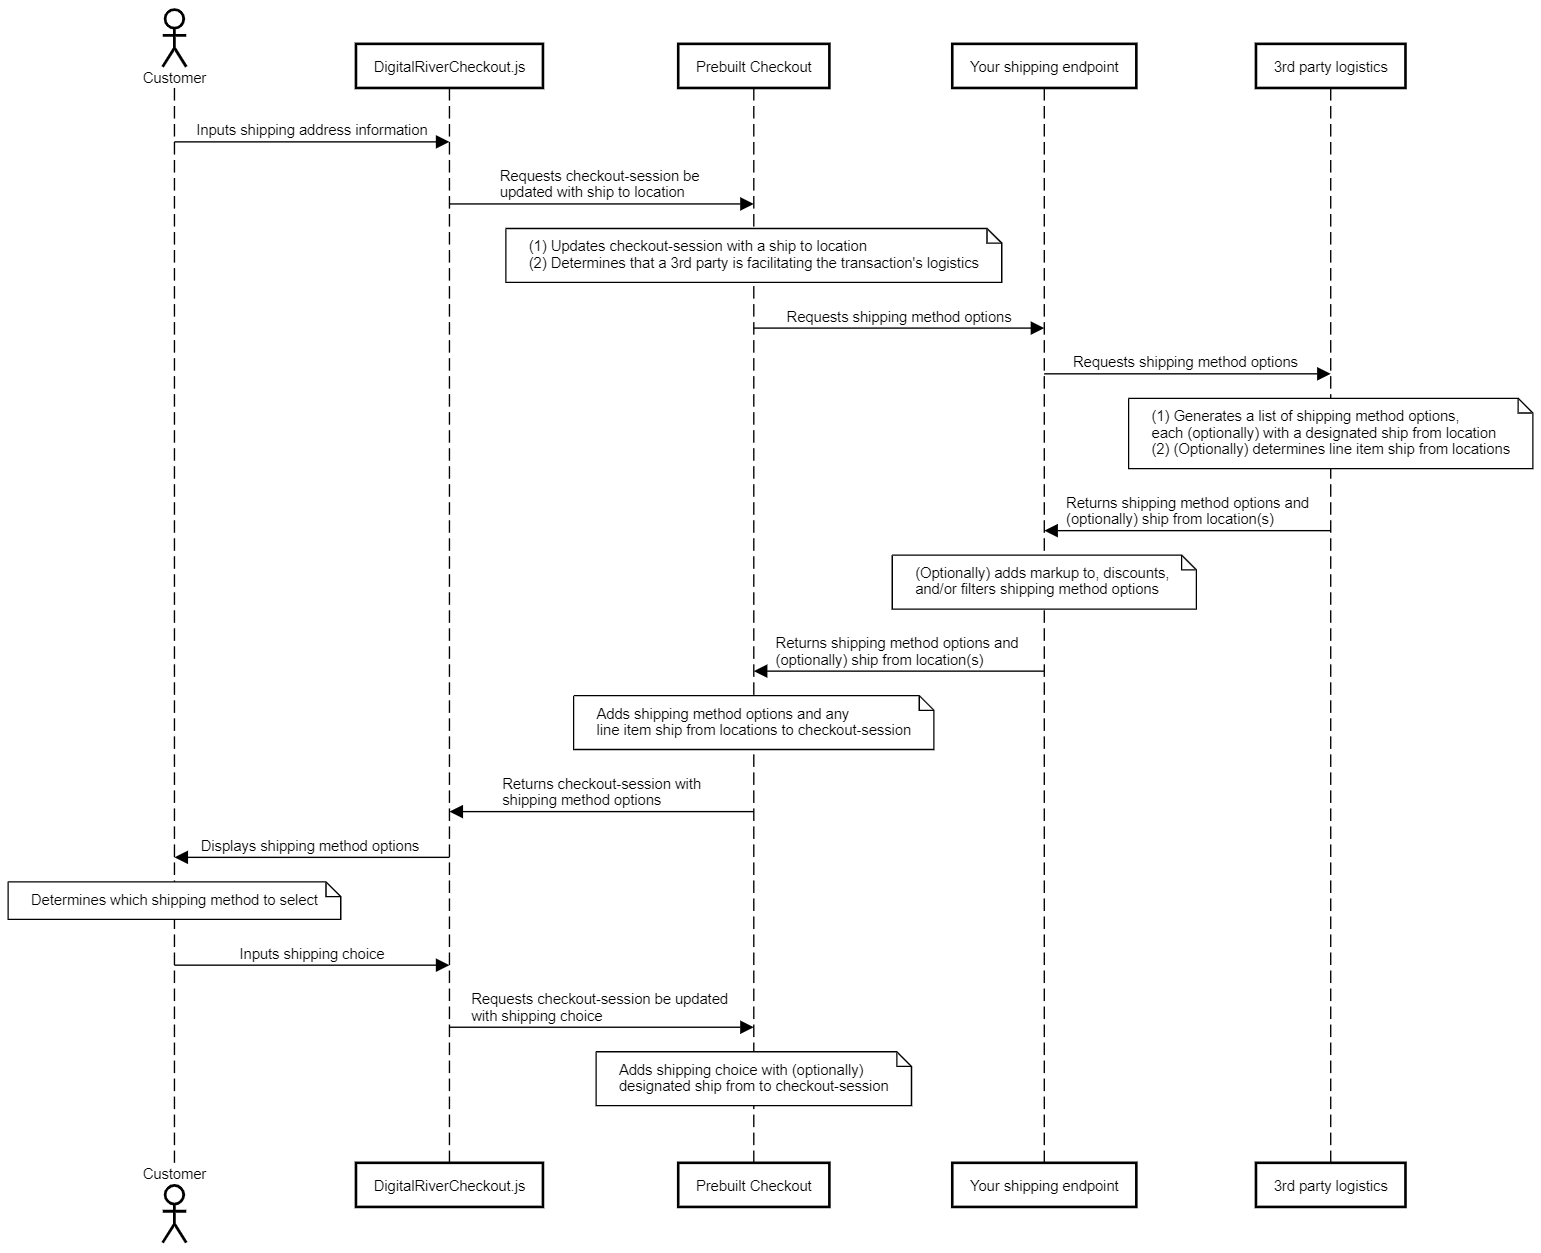 Customer
DigitalRiverCheckout.js
Prebuilt Checkout
Your shipping endpoint
3rd party logistics
Inputs shipping address information
Requests checkout-session be
updated with ship to location
(1) Updates checkout-session with a ship to location
(2) Determines that a 3rd party is facilitating the transaction's logistics
Requests shipping method options
Requests shipping method options
(1) Generates a list of shipping method options,
each (optionally) with a designated ship from location
(2) (Optionally) determines line item ship from locations
Returns shipping method options and
(optionally) ship from location(s)
(Optionally) adds markup to, discounts,
and/or filters shipping method options
Returns shipping method options and
(optionally) ship from location(s)
Adds shipping method options and any
line item ship from locations to checkout-session
Returns checkout-session with
shipping method options
Displays shipping method options
Determines which shipping method to select
Inputs shipping choice
Requests checkout-session be updated
with shipping choice
Adds shipping choice with (optionally)
designated ship from to checkout-session
Customer
DigitalRiverCheckout.js
Prebuilt Checkout
Your shipping endpoint
3rd party logistics